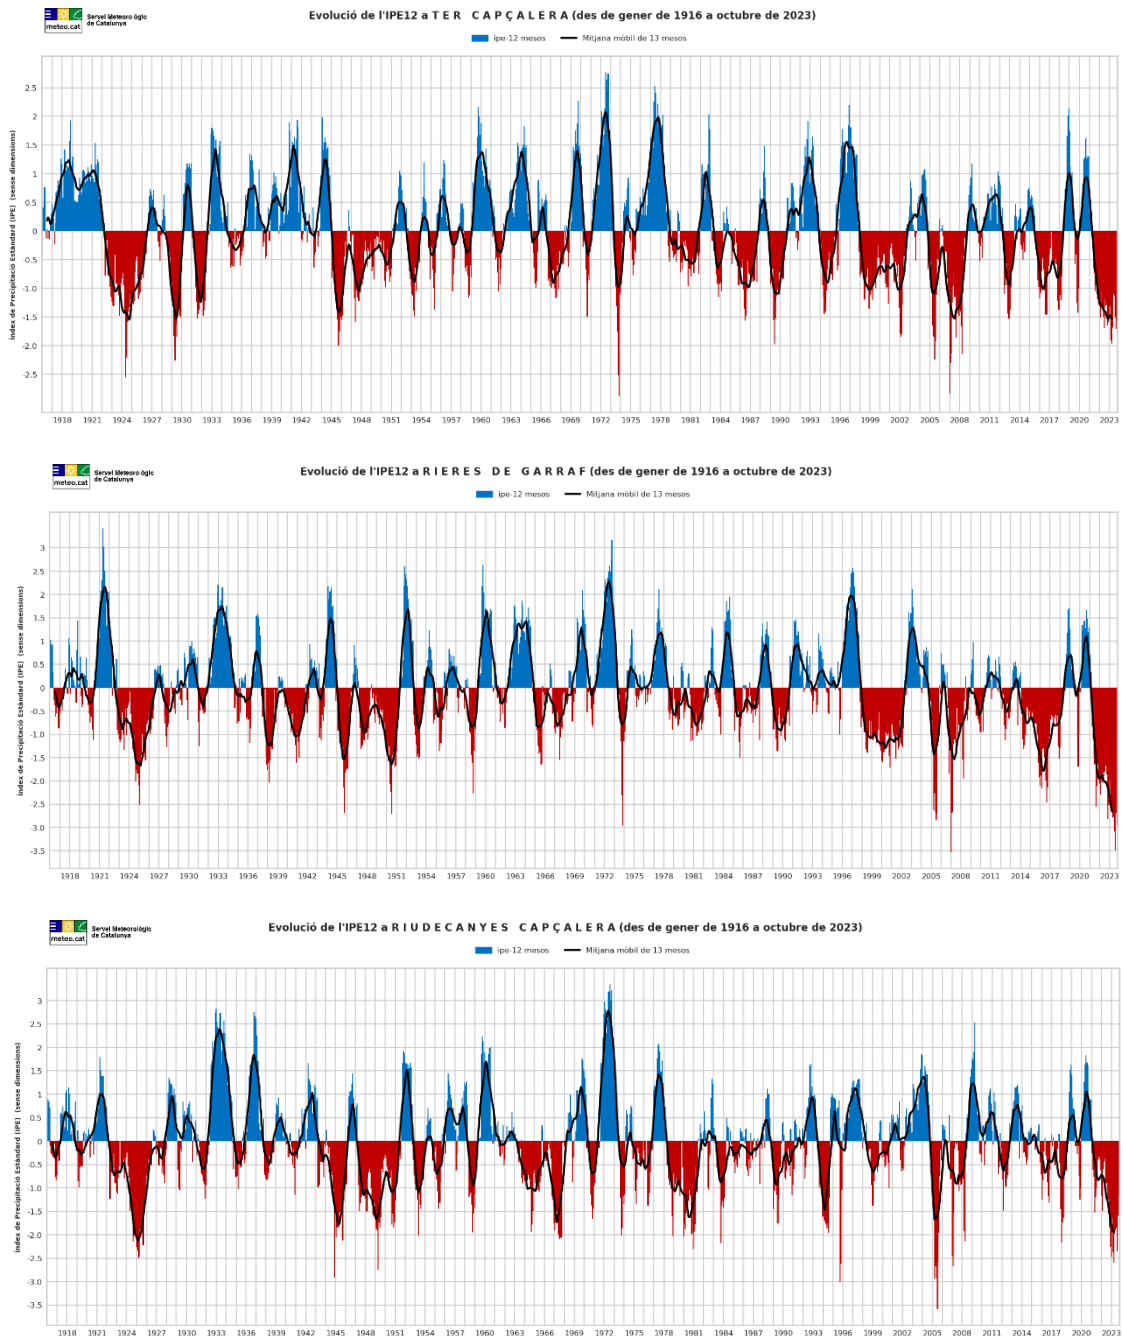 meteo.cat
Servei Meteorològic
de Catalunya
Evolució de l'IPE12 a T E R C A P Ç A L E R A (des de gener de 1916 a octubre de 2023)
ipe-12 mesos
Mitjana mòbil de 13 mesos
índex de Precipitació Estàndard (IPE) (sense dimensions)
2.5
2
1.5
1
0.5
0
-0.5
-1.0
-1.5
-2.0
-2.5
1918 1921 1924 1927 1930 1933 1936 1939 1942 1945 1948 1951 1954 1957 1960 1963 1966 1969 1972 1975 1978 1981 1984 1987 1990 1993 1996 1999 2002 2005 2008 2011 2014 2017 2020 2023
meteo.cat
Servei Meteorològic
de Catalunya
Evolució de l'IPE12 a R I E R E S D E G A R R A F (des de gener de 1916 a octubre de 2023)
ipe-12 mesos
Mitjana mòbil de 13 mesos
índex de Precipitació Estàndard (IPE) (sense dimensions)
3
2.5
2
1.5
1
0.5
0
-0.5
-1.0
-1.5
-2.0
-2.5
-3.0
-3.5
1918 1921 1924 1927 1930 1933 1936 1939 1942 1945 1948 1951 1954 1957 1960 1963 1966 1969 1972 1975 1978 1981 1984 1987 1990 1993 1996 1999 2002 2005 2008 2011 2014 2017 2020 2023
meteo.cat
Servei Meteorològic
de Catalunya
Evolució de l'IPE12 a R I U D E C A N Y E S C A P Ç A L E R A (des de gener de 1916 a octubre de 2023)
ipe-12 mesos
Mitjana mòbil de 13 mesos
índex de Precipitació Estàndard (IPE) (sense dimensions)
3
2.5
2
1.5
1
0.5
0
-0.5
-1.0
-1.5
-2.0
-2.5
-3.0
-3.5
1918 1921 1924 1927 1930 1933 1936 1939 1942 1945 1948 1951 1954 1957 1960 1963 1966 1969 1972 1975 1978 1981 1984 1987 1990 1993 1996 1999 2002 2005 2008 2011 2014 2017 2020 2023